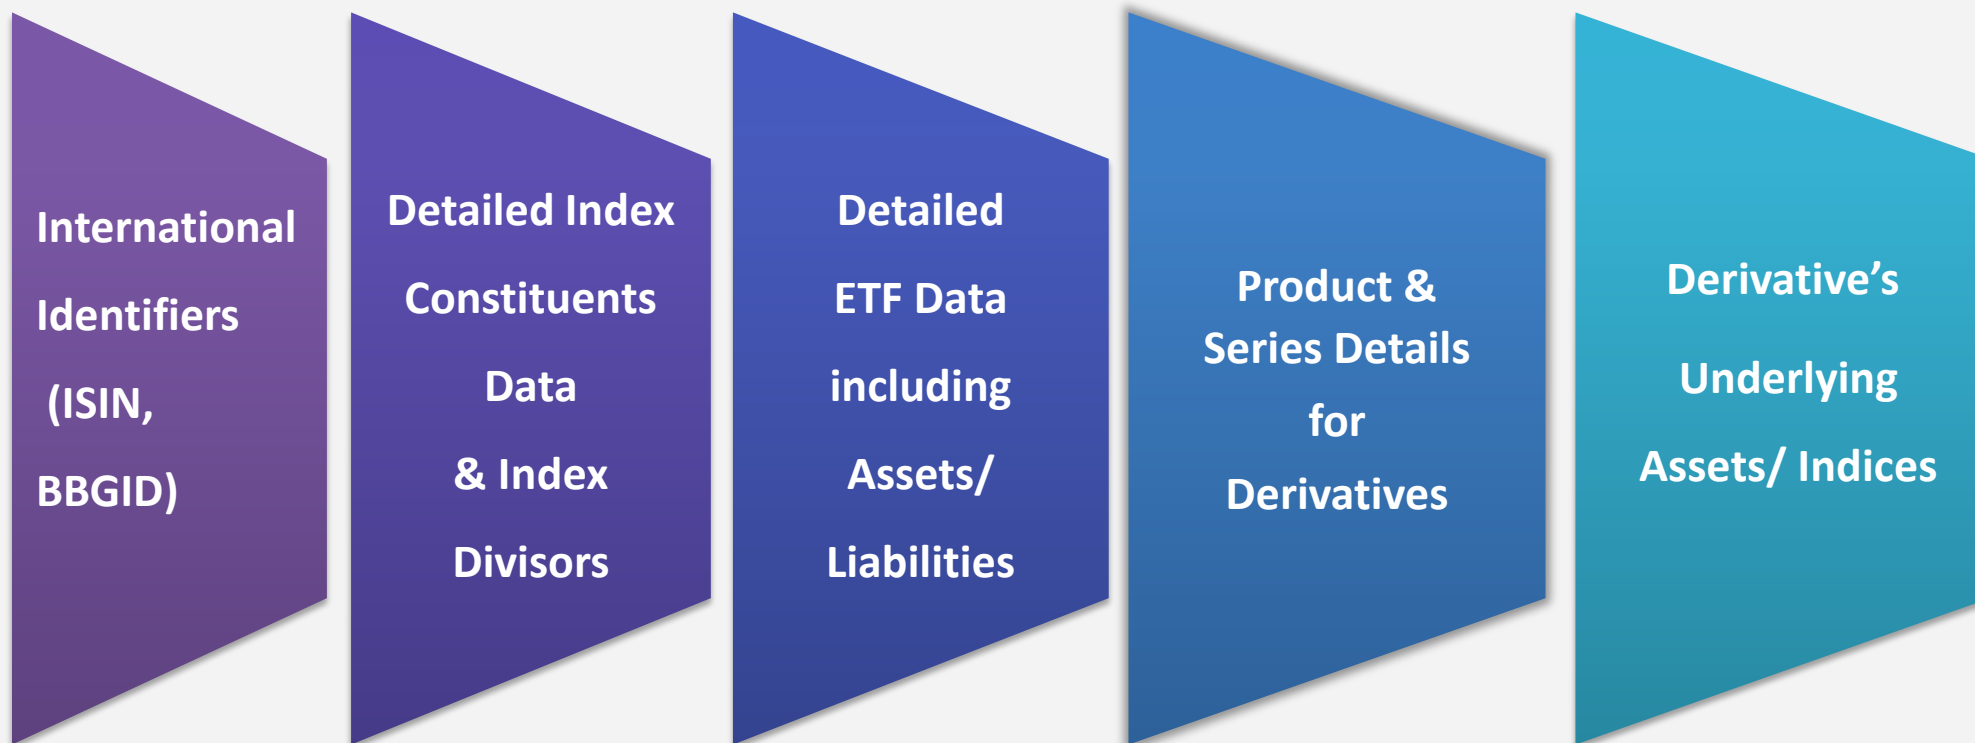 International
Identifiers
(ISIN,
BBGID)
Detailed Index
Constituents
Data
& Index
Divisors
Detailed
ETF Data
including
Assets/
Liabilities
Product &
Series Details
for
Derivatives
Derivative’s
Underlying
Assets/ Indices